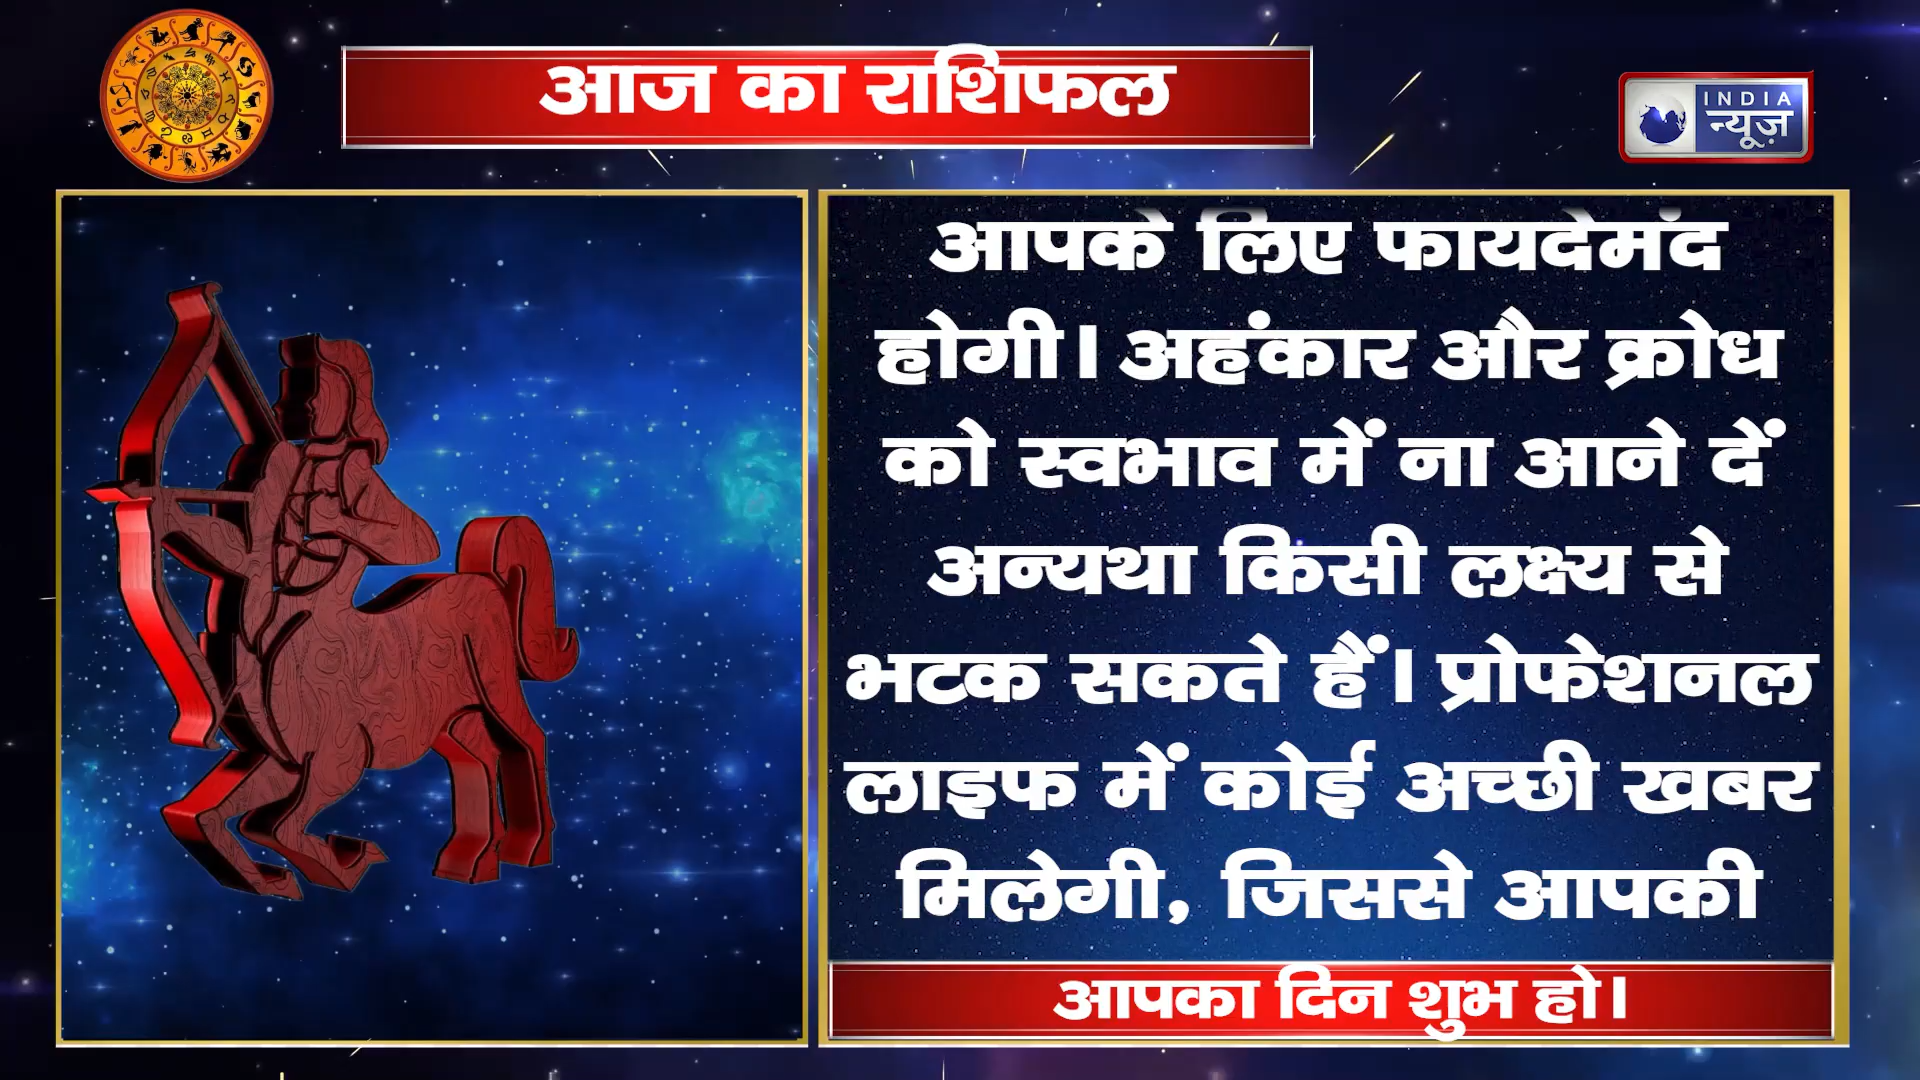 आज का राशिफल
INDIA
न्यूज़
आपके लिए फायदेमंद
होगी। अहंकार और क्रोध
को स्वभाव में ना आने दें
अन्यथा किसी लक्ष्य से
भटक सकते हैं। प्रोफेशनल
लाइफ में कोई अच्छी खबर
मिलेगी, जिससे आपकी
आपका दिन शुभ हो।